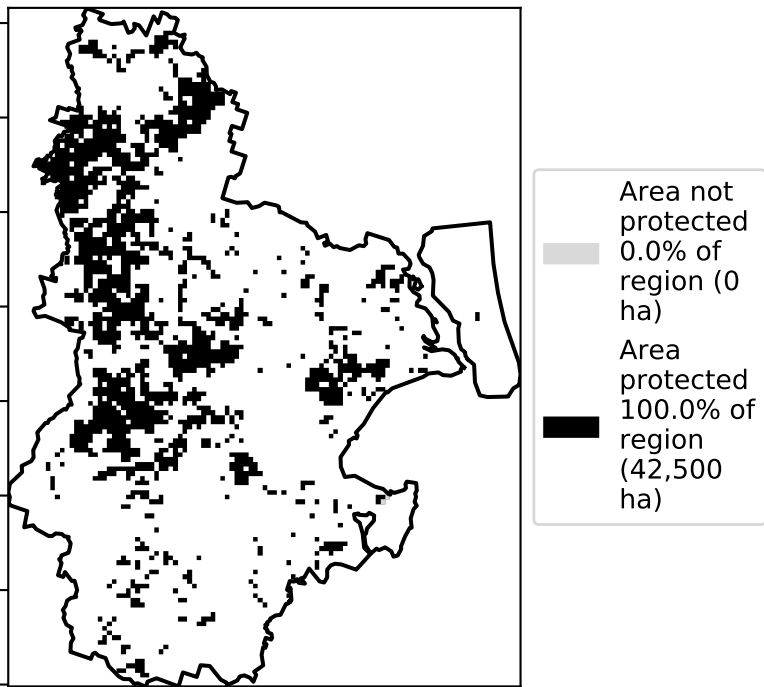 Area not
protected
0.0% of
region (0
ha)
Area
protected
100.0% of
region
(42,500
ha)